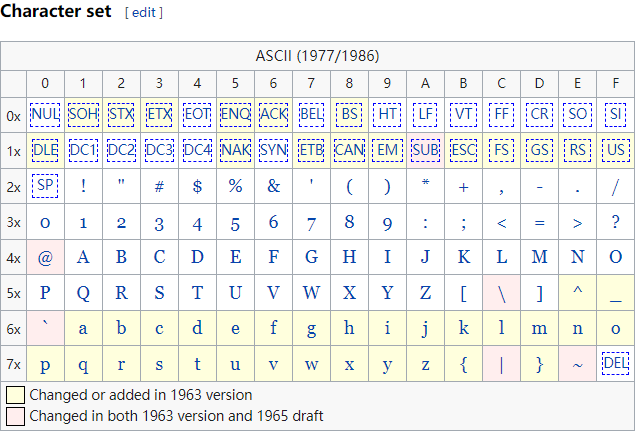 Character set [ edit ]
ASCII (1977/1986)
0 1 2 3 4 5 6 7 8 9 A B C D E F
0x NUL SOH STX ETX EOT ENQ ACK BEL BS HT LF VT FF CR SO SI
1x DLE DC1 DC2 DC3 DC4 NAK SYN ETB CAN EM SUB ESC FS GS RS US
2x SP ! " # $ % & ' ( ) * + , - . /
3x 0 1 2 3 4 5 6 7 8 9 : ; < = > ?
4x @ A B C D E F G H I J K L M N O
5x P Q R S T U V W X Y Z [ \ ] ^ _
6x ` a b c d e f g h i j k l m n o
7x p q r s t u v w x y z { | } ~ DEL
Changed or added in 1963 version
Changed in both 1963 version and 1965 draft